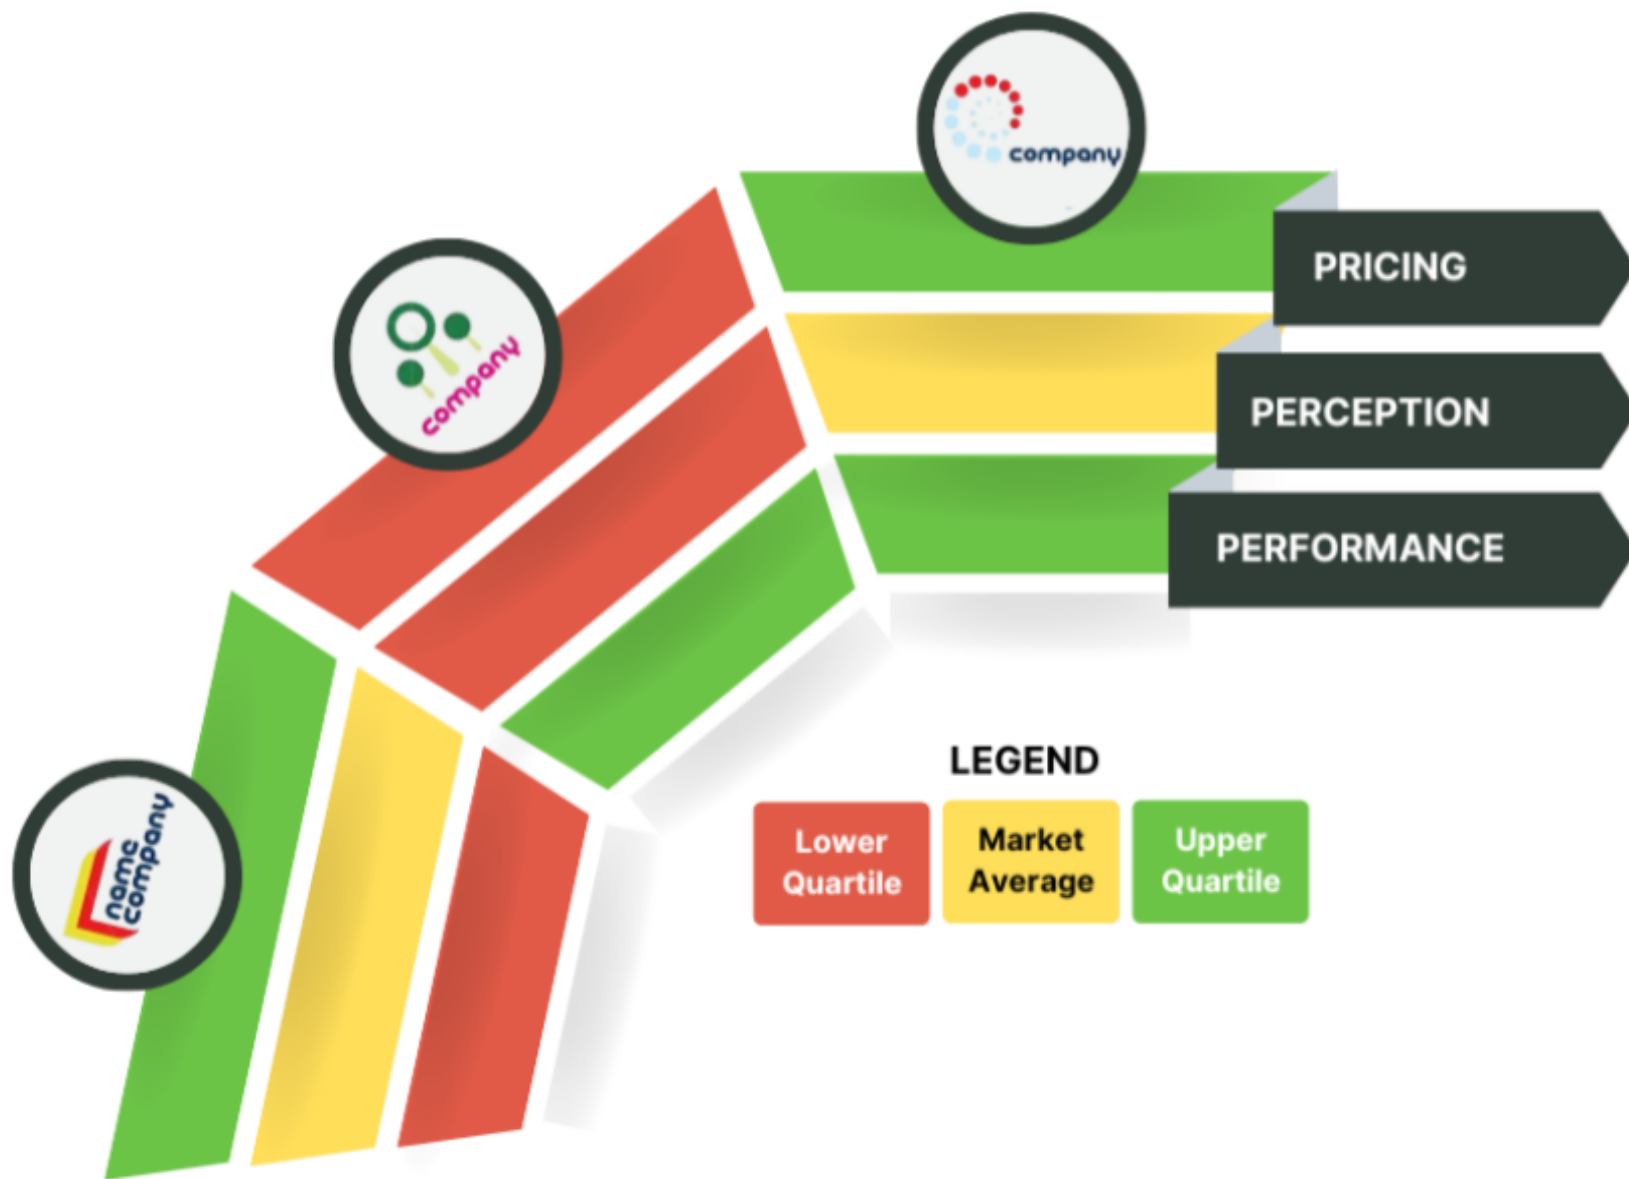 company
PRICING
company
PERCEPTION
PERFORMANCE
LEGEND
Lower
Quartile
Market
Average
Upper
Quartile
name
company